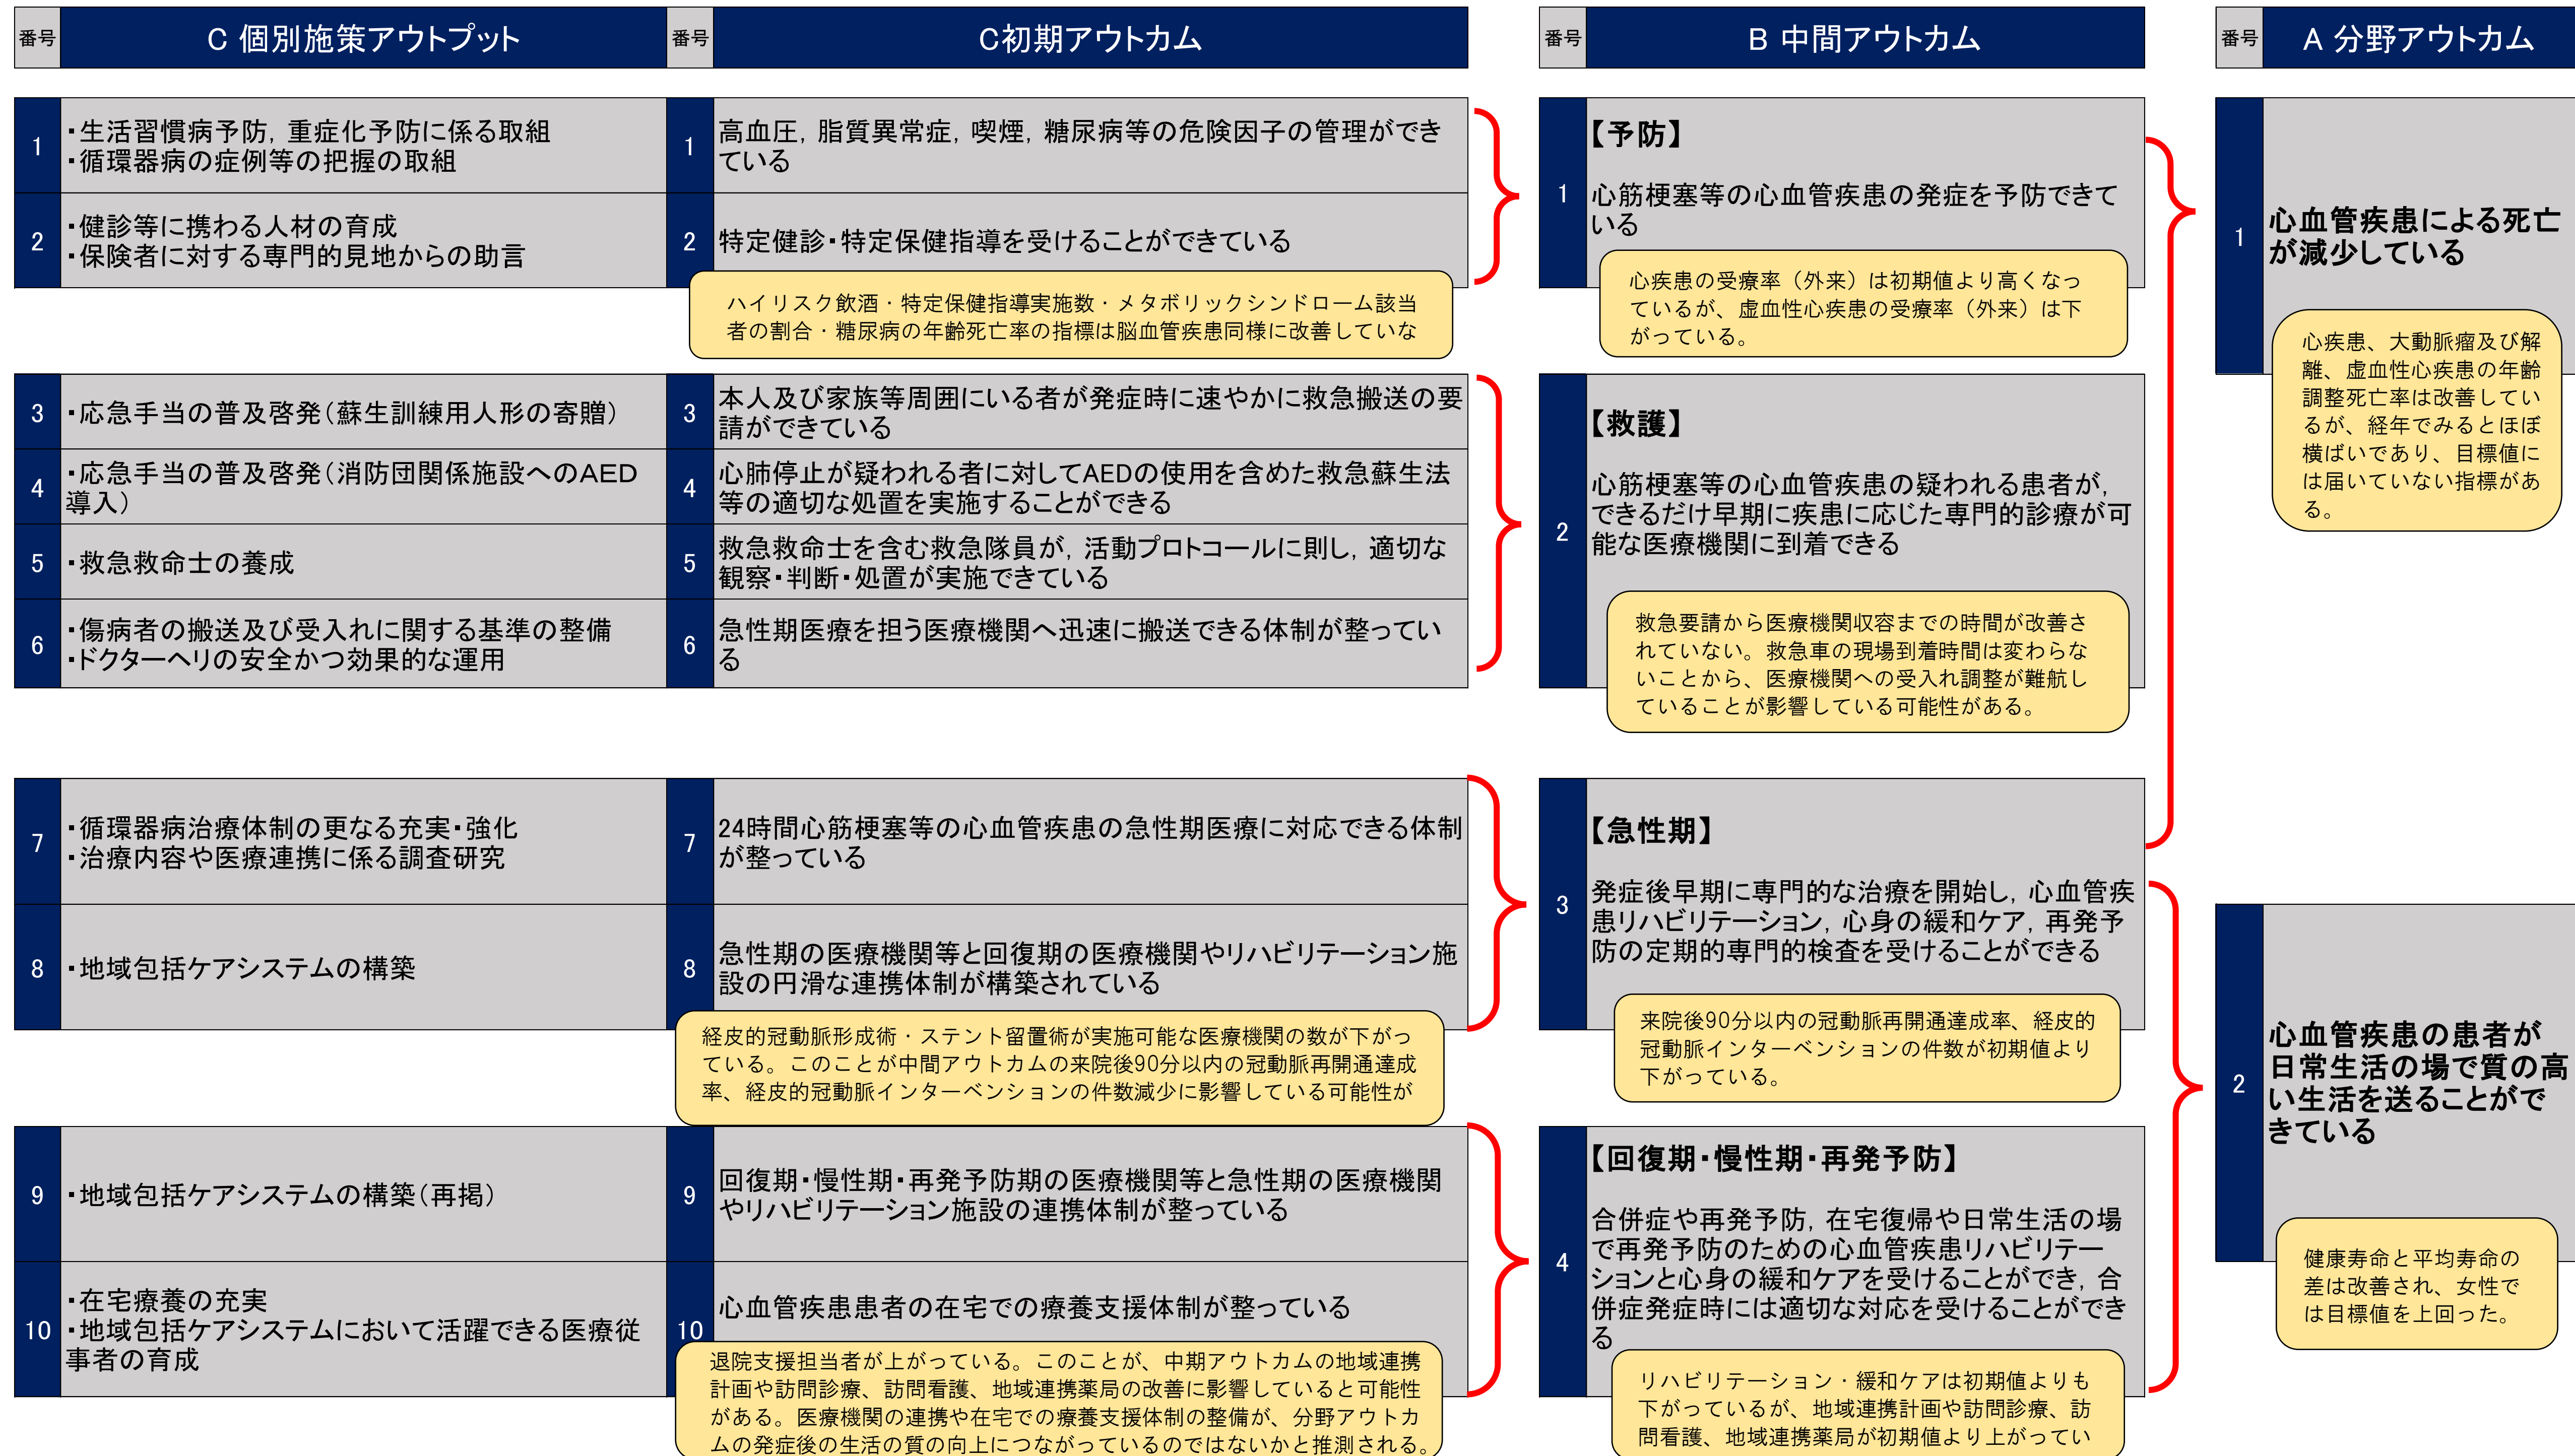 番号
C 個別施策アウトプット
番号
C初期アウトカム
番号
B 中間アウトカム
番号
A 分野アウトカム
1
・生活習慣病予防，重症化予防に係る取組
・循環器病の症例等の把握の取組
1
高血圧，脂質異常症，喫煙，糖尿病等の危険因子の管理ができ
ている
2
・健診等に携わる人材の育成
・保険者に対する専門的見地からの助言
2
特定健診・特定保健指導を受けることができている
ハイリスク飲酒・特定保健指導実施数・メタボリックシンドローム該当
者の割合・糖尿病の年齢死亡率の指標は脳血管疾患同様に改善していな
1
【予防】
心筋梗塞等の心血管疾患の発症を予防できて
いる
心疾患の受療率（外来）は初期値より高くなっ
ているが、虚血性心疾患の受療率（外来）は下
がっている。
1
心血管疾患による死亡
が減少している
心疾患、大動脈瘤及び解
離、虚血性心疾患の年齢
調整死亡率は改善してい
るが、経年でみるとほぼ
横ばいであり、目標値に
は届いていない指標があ
る。
3
・応急手当の普及啓発（蘇生訓練用人形の寄贈）
3
本人及び家族等周囲にいる者が発症時に速やかに救急搬送の要
請ができている
4
・応急手当の普及啓発（消防団関係施設へのAED
導入）
4
心肺停止が疑われる者に対してAEDの使用を含めた救急蘇生法
等の適切な処置を実施することができる
5
・救急救命士の養成
5
救急救命士を含む救急隊員が，活動プロトコールに則し，適切な
観察・判断・処置が実施できている
6
・傷病者の搬送及び受入れに関する基準の整備
・ドクターヘリの安全かつ効果的な運用
6
急性期医療を担う医療機関へ迅速に搬送できる体制が整ってい
る
2
【救護】
心筋梗塞等の心血管疾患の疑われる患者が，
できるだけ早期に疾患に応じた専門的診療が可
能な医療機関に到着できる
救急要請から医療機関収容までの時間が改善さ
れていない。救急車の現場到着時間は変わらな
いことから、医療機関への受入れ調整が難航し
ていることが影響している可能性がある。
7
・循環器病治療体制の更なる充実・強化
・治療内容や医療連携に係る調査研究
7
24時間心筋梗塞等の心血管疾患の急性期医療に対応できる体制
が整っている
8
・地域包括ケアシステムの構築
8
急性期の医療機関等と回復期の医療機関やリハビリテーション施
設の円滑な連携体制が構築されている
経皮的冠動脈形成術・ステント留置術が実施可能な医療機関の数が下がっ
ている。このことが中間アウトカムの来院後90分以内の冠動脈再開通達成
率、経皮的冠動脈インターベンションの件数減少に影響している可能性が
3
【急性期】
発症後早期に専門的な治療を開始し，心血管疾
患リハビリテーション，心身の緩和ケア，再発予
防の定期的専門的検査を受けることができる
来院後90分以内の冠動脈再開通達成率、経皮的
冠動脈インターベンションの件数が初期値より
下がっている。
2
心血管疾患の患者が
日常生活の場で質の高
い生活を送ることがで
きている
健康寿命と平均寿命の
差は改善され、女性で
は目標値を上回った。
9
・地域包括ケアシステムの構築（再掲）
9
回復期・慢性期・再発予防期の医療機関等と急性期の医療機関
やリハビリテーション施設の連携体制が整っている
10
・在宅療養の充実
・地域包括ケアシステムにおいて活躍できる医療従
事者の育成
10
心血管疾患患者の在宅での療養支援体制が整っている
退院支援担当者が上がっている。このことが、中期アウトカムの地域連携
計画や訪問診療、訪問看護、地域連携薬局の改善に影響していると可能性
がある。医療機関の連携や在宅での療養支援体制の整備が、分野アウトカ
ムの発症後の生活の質の向上につながっているのではないかと推測される。
4
【回復期・慢性期・再発予防】
合併症や再発予防，在宅復帰や日常生活の場
で再発予防のための心血管疾患リハビリテー
ションと心身の緩和ケアを受けることができ，合
併症発症時には適切な対応を受けることができ
る
リハビリテーション・緩和ケアは初期値よりも
下がっているが、地域連携計画や訪問診療、訪
問看護、地域連携薬局が初期値より上がってい